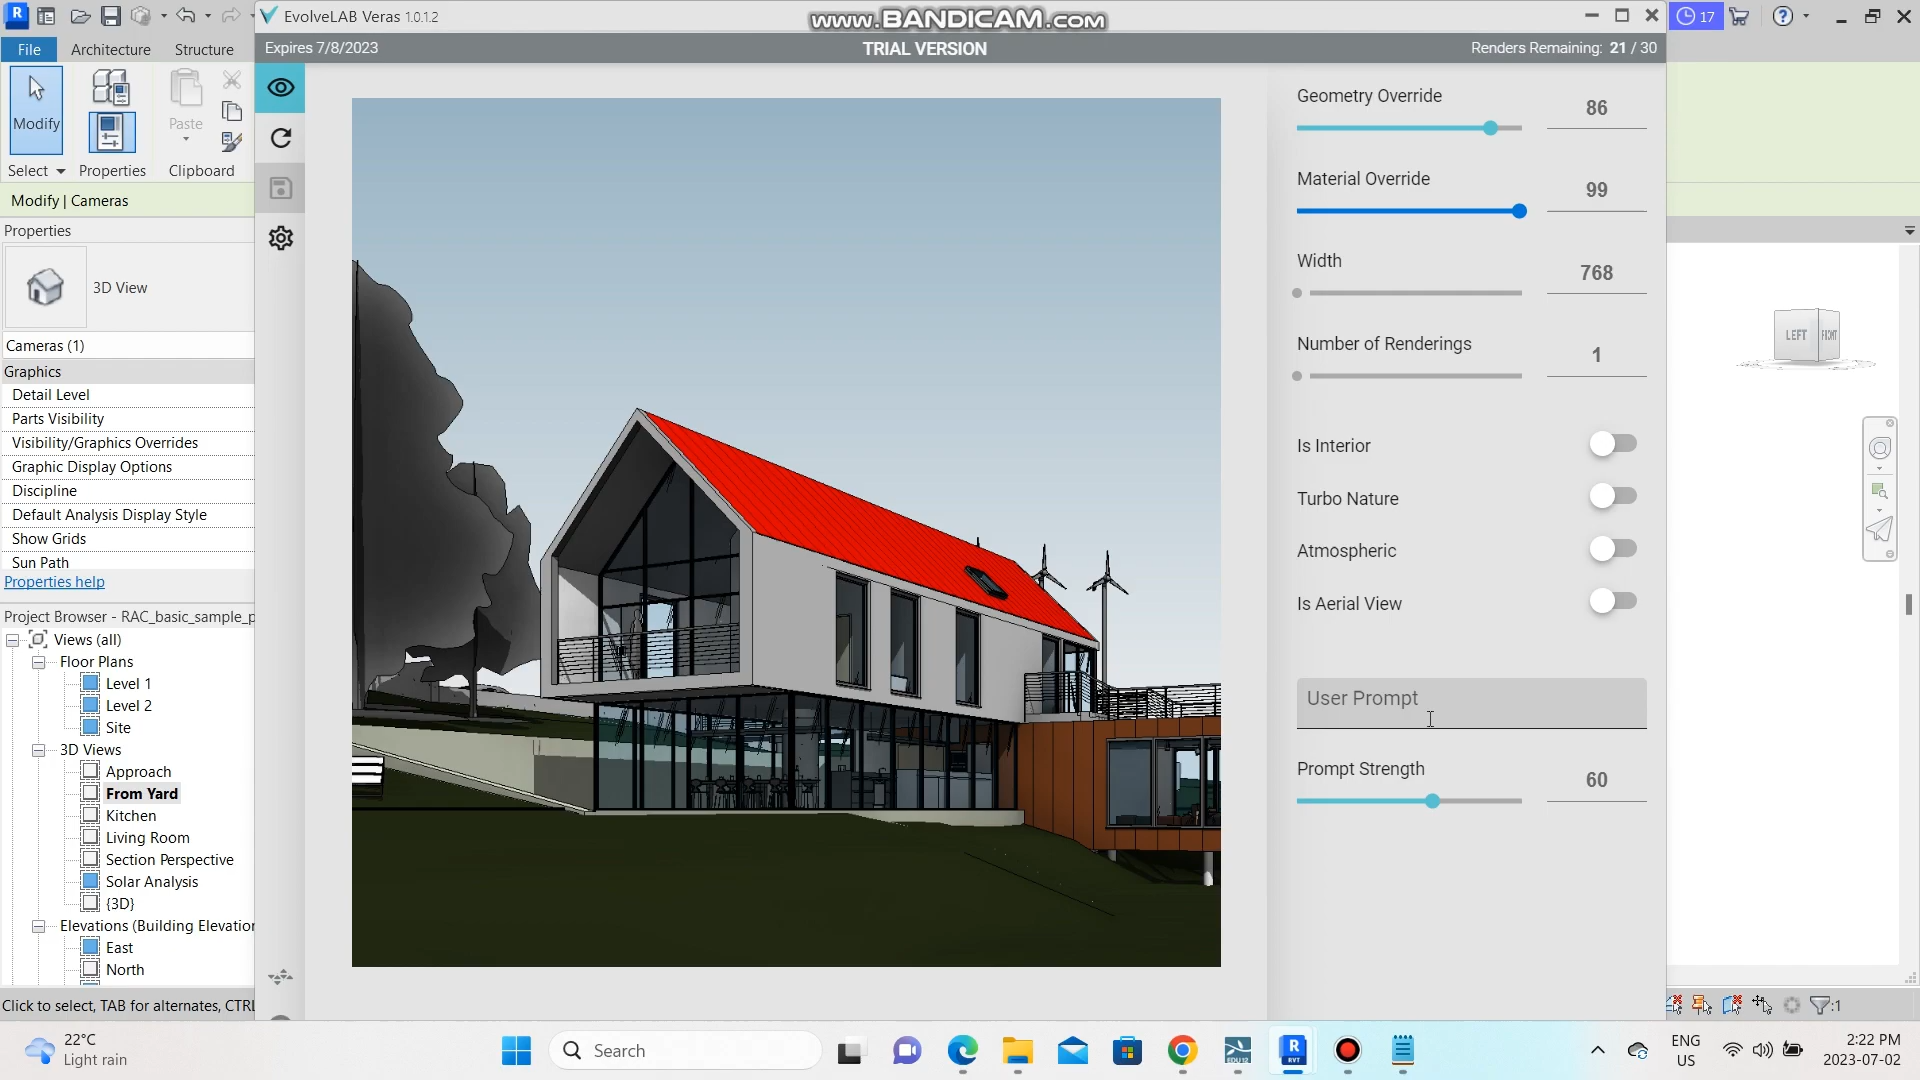 EvolveLAB Veras 1.0.1.2
www.BANDICAM.com
17
File
Architecture
Structure
Expires 7/8/2023
TRIAL VERSION
Renders Remaining: 21 / 30
Modify
Paste
Select
Properties
Clipboard
Modify | Cameras
Properties
3D View
Cameras (1)
Graphics
Detail Level
Parts Visibility
Visibility/Graphics Overrides
Graphic Display Options
Discipline
Default Analysis Display Style
Show Grids
Sun Path
Properties help
Project Browser - RAC_basic_sample_p
Views (all)
Floor Plans
Level 1
Level 2
Site
3D Views
Approach
From Yard
Kitchen
Living Room
Section Perspective
Solar Analysis
{3D}
Elevations (Building Elevation
East
North
Click to select, TAB for alternates, CTRL
Geometry Override
86
Material Override
99
Width
768
Number of Renderings
1
Is Interior
Turbo Nature
Atmospheric
Is Aerial View
User Prompt
Prompt Strength
60
LEFT
FRONT
:1
22°C
Light rain
Search
EDU 12
R
RVT
ENG
US
2:22 PM
2023-07-02